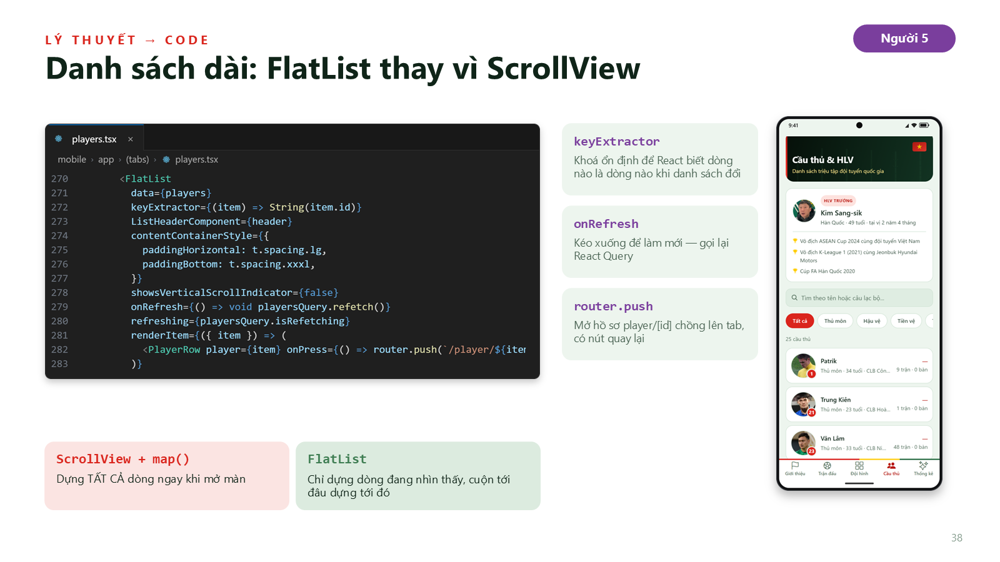 LÝ THUYẾT → CODE
Người 5
Danh sách dài: FlatList thay vì ScrollView
players.tsx ×
mobile › app › (tabs) › players.tsx
270 <FlatList
271 data={players}
272 keyExtractor={(item) => String(item.id)}
273 ListHeaderComponent={header}
274 contentContainerStyle={{
275 paddingHorizontal: t.spacing.lg,
276 paddingBottom: t.spacing.xxxl,
277 }}
278 showsVerticalScrollIndicator={false}
279 onRefresh={() => void playersQuery.refetch()}
280 refreshing={playersQuery.isRefetching}
281 renderItem={({ item }) => (
282 <PlayerRow player={item} onPress={() => router.push(`/player/${item
283 )}
keyExtractor
Khoá ổn định để React biết dòng
nào là dòng nào khi danh sách đổi
onRefresh
Kéo xuống để làm mới — gọi lại
React Query
router.push
Mở hồ sơ player/[id] chồng lên tab,
có nút quay lại
ScrollView + map()
Dựng TẤT CẢ dòng ngay khi mở màn
FlatList
Chỉ dựng dòng đang nhìn thấy, cuộn tới
đâu dựng tới đó
9:41
Cầu thủ & HLV
Danh sách triệu tập đội tuyển quốc gia
HLV TRƯỞNG
Kim Sang-sik
Hàn Quốc · 49 tuổi · tại vị 2 năm 4 tháng
Vô địch ASEAN Cup 2024 cùng đội tuyển Việt Nam
Vô địch K-League 1 (2021) cùng Jeonbuk Hyundai
Motors
Cúp FA Hàn Quốc 2020
Tìm theo tên hoặc câu lạc bộ...
Tất cả Thủ môn Hậu vệ Tiền vệ
25 cầu thủ
Patrik —
1 Thủ môn · 34 tuổi · CLB Côn... 9 trận · 0 bàn
Trung Kiên —
21 Thủ môn · 23 tuổi · CLB Hoà... 1 trận · 0 bàn
Văn Lâm —
23 Thủ môn · 33 tuổi · CLB Ni... 48 trận · 0 bàn
Giới thiệu Trận đấu Đội hình Cầu thủ Thống kê
38